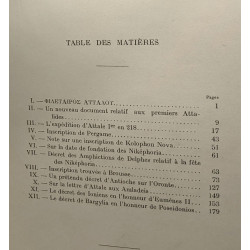 TABLE DES MATIÈRES
Pages
I. — ΦΙΛΕΤΑΙΡΟΣ ΑΤΤΑΛΟΥ 1
II. — Un nouveau document relatif aux premiers Atta-
lides 9
III. — L'expédition d'Attale Ier en 218 17
IV. — Inscription de Pergame 43
V. — Note sur une inscription de Kolophon Nova 51
VI. — Sur la date de fondation des Niképhoria 61
VII. — Décret des Amphictions de Delphes relatif à la fête
des Niképhoria 63
VIII. — Inscription trouvée à Brousse 73
IX. — Un prétendu décret d'Antioche sur l'Oronte 127
X. — Sur la lettre d'Attale aux Amladeis 149
XI. — Le décret des Ioniens en l'honneur d'Eumènes II 153
XII. — Le décret de Bargylia en l'honneur de Poseidonios 179